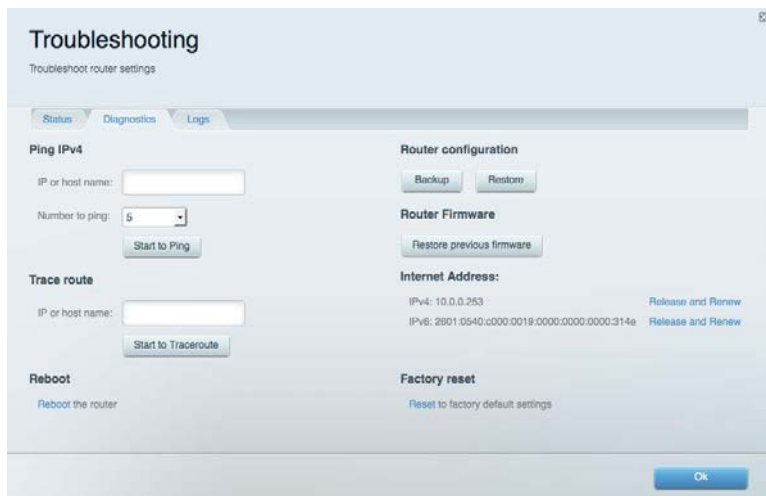 Troubleshooting
Troubleshoot router settings
Status Diagnostics Logs
Ping IPv4
IP or host name:
Number to ping: 5
Start to Ping
Trace route
IP or host name:
Start to Traceroute
Reboot
Reboot the router
Router configuration
Backup Restore
Router Firmware
Restore previous firmware
Internet Address:
IPv4: 10.0.0.253 Release and Renew
IPv6: 2601:0540:c000:0019:0000:0000:0000:314e Release and Renew
Factory reset
Reset to factory default settings
Ok